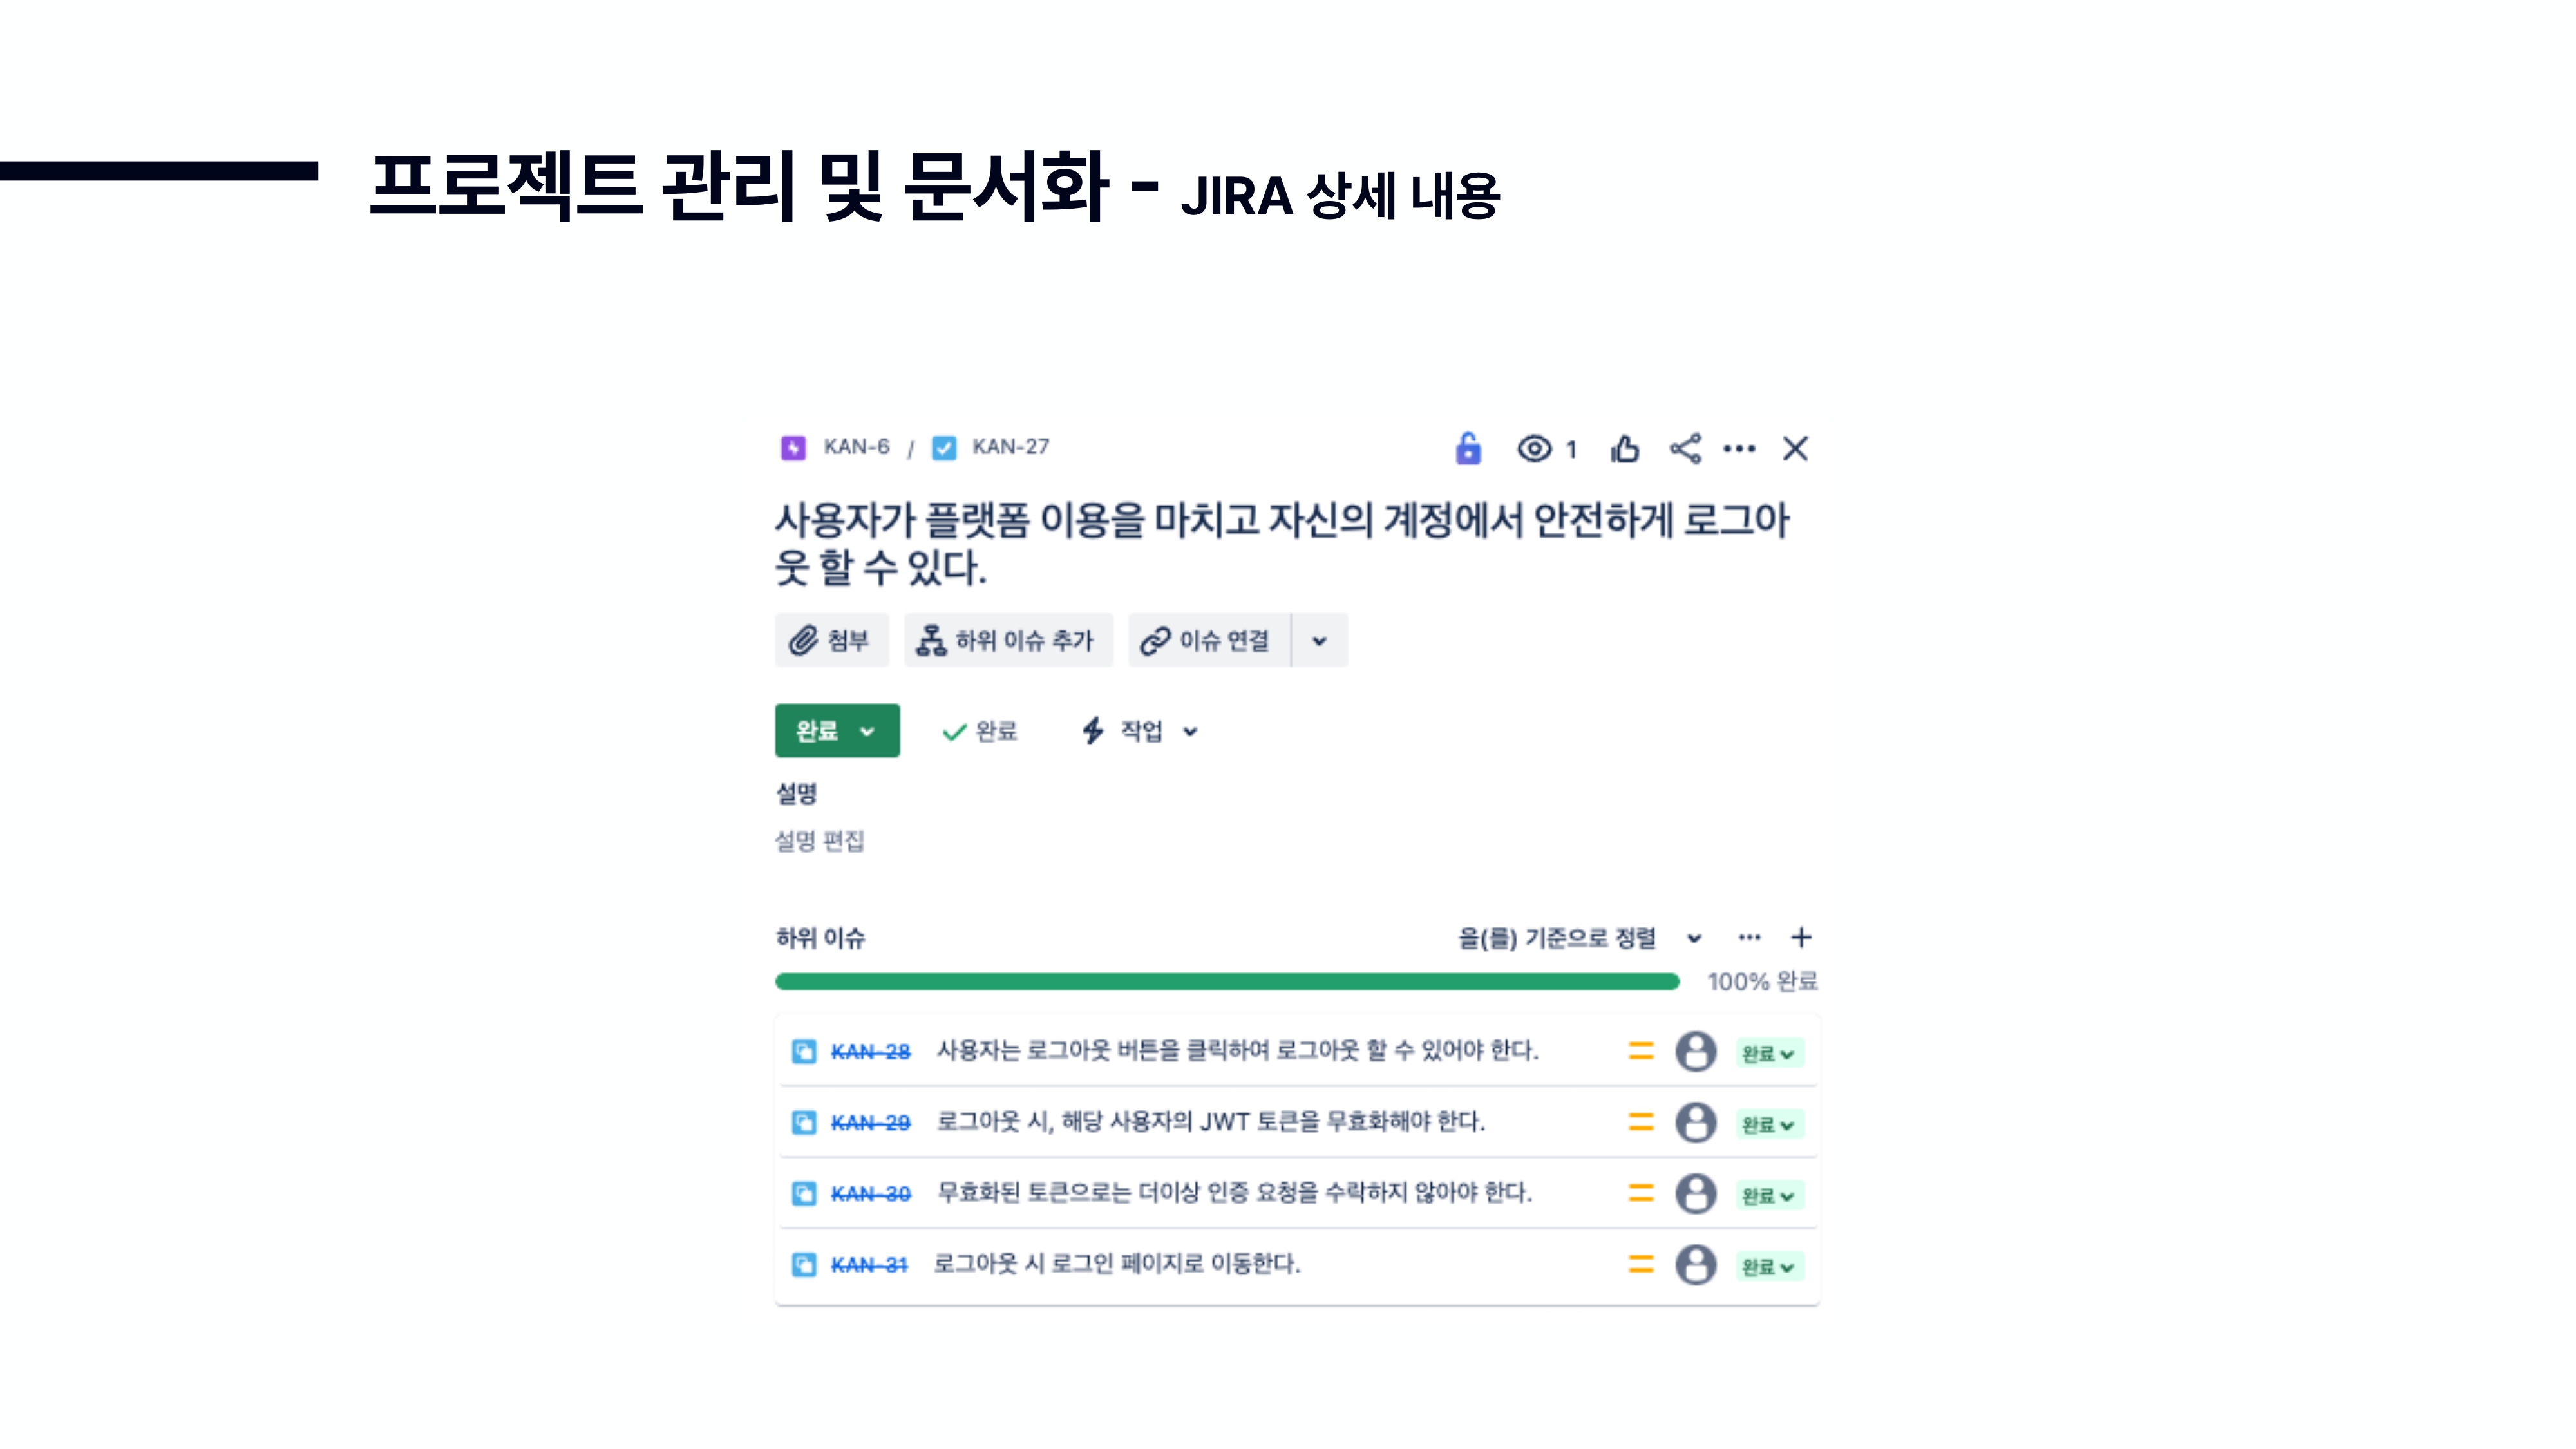 프로젝트 관리 및 문서화 - JIRA 상세 내용
KAN-6 / KAN-27
1
사용자가 플랫폼 이용을 마치고 자신의 계정에서 안전하게 로그아
웃 할 수 있다.
첨부 하위 이슈 추가 이슈 연결
완료 완료 작업
설명
설명 편집
하위 이슈 을(를) 기준으로 정렬
100% 완료
KAN-28 사용자는 로그아웃 버튼을 클릭하여 로그아웃 할 수 있어야 한다. 완료
KAN-29 로그아웃 시, 해당 사용자의 JWT 토큰을 무효화해야 한다. 완료
KAN-30 무효화된 토큰으로는 더이상 인증 요청을 수락하지 않아야 한다. 완료
KAN-31 로그아웃 시 로그인 페이지로 이동한다. 완료